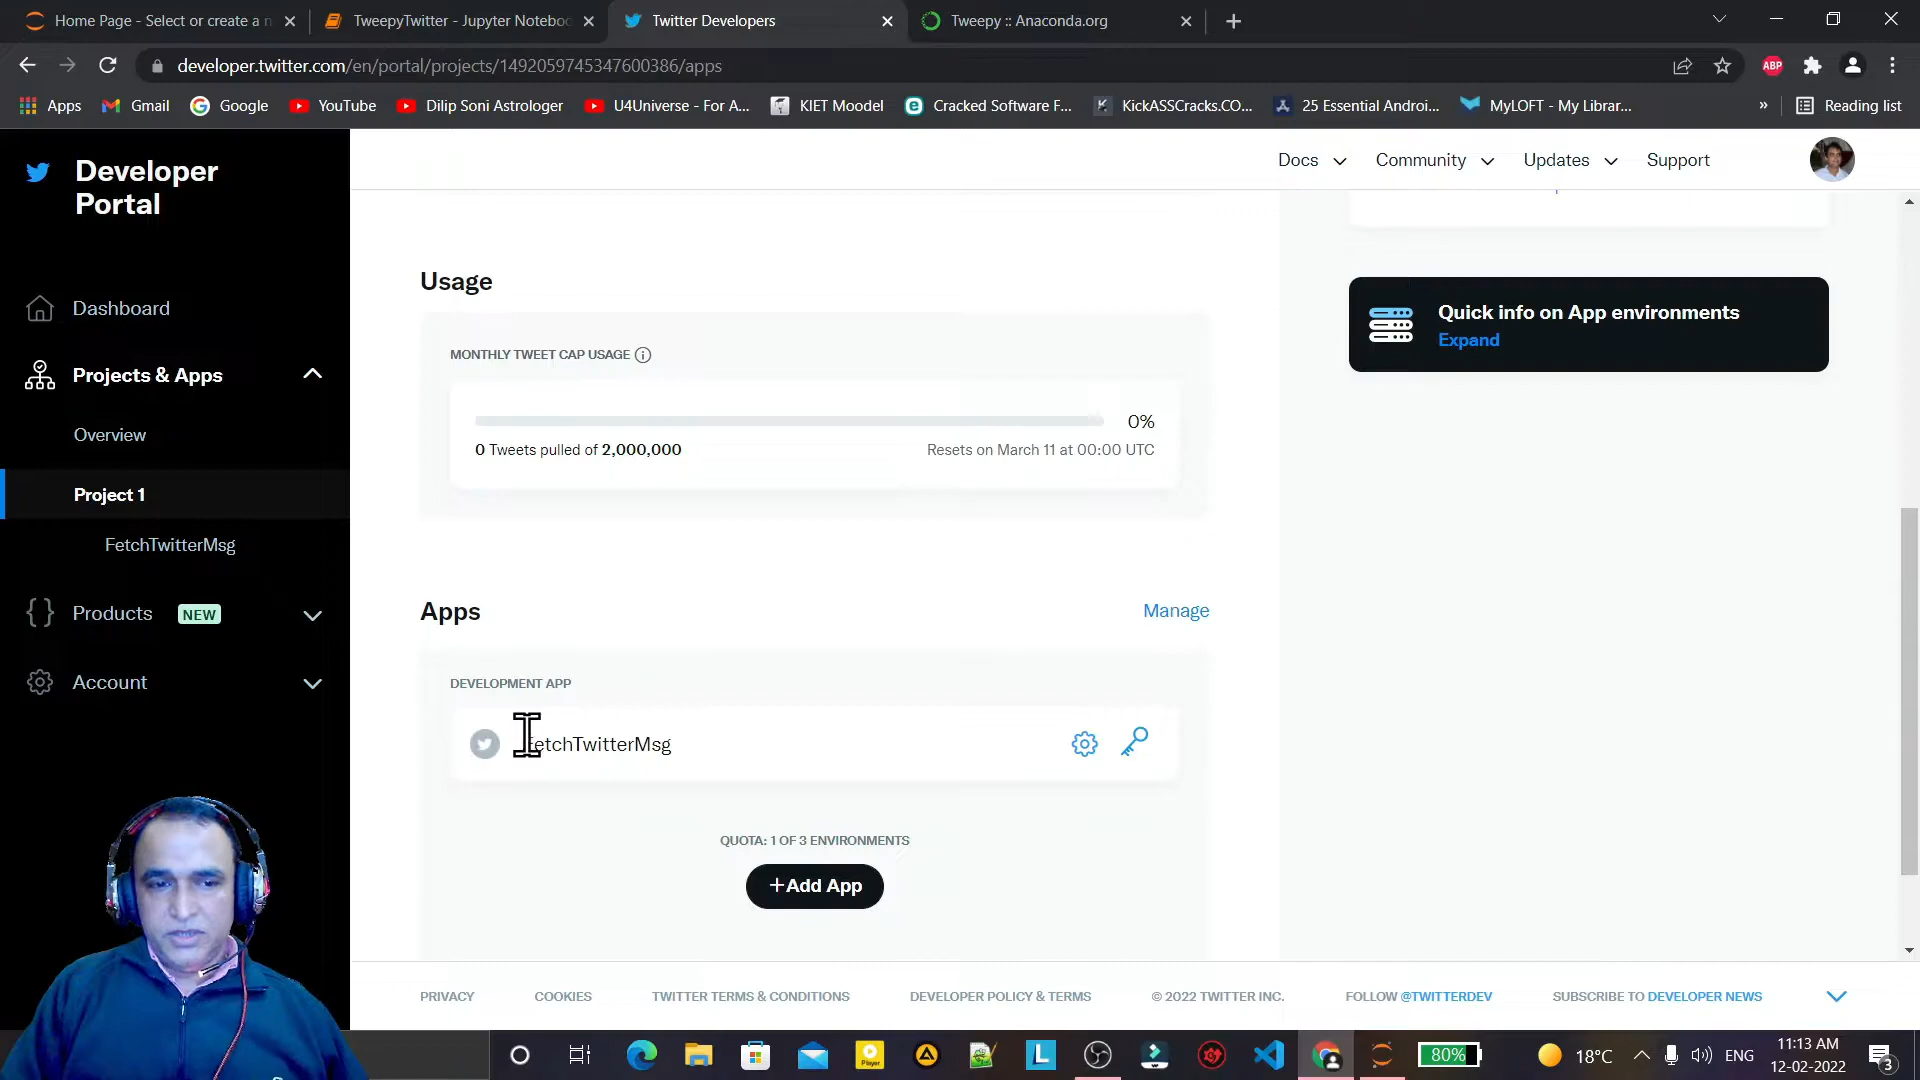 Home Page - Select or create a n
TweepyTwitter - Jupyter Notebo
Twitter Developers
Tweepy :: Anaconda.org
developer.twitter.com/en/portal/projects/1492059745347600386/apps
ABP
Apps
Gmail
Google
YouTube
Dilip Soni Astrologer
U4Universe - For A...
KIET Moodel
Cracked Software F...
KickASSCracks.CO...
25 Essential Androi...
MyLOFT - My Librar...
»
Reading list
Developer
Portal
Docs
Community
Updates
Support
Dashboard
Projects & Apps
Overview
Project 1
FetchTwitterMsg
Products
NEW
Account
Usage
MONTHLY TWEET CAP USAGE
0%
0 Tweets pulled of 2,000,000
Resets on March 11 at 00:00 UTC
Quick info on App environments
Expand
Apps
Manage
DEVELOPMENT APP
FetchTwitterMsg
QUOTA: 1 OF 3 ENVIRONMENTS
+Add App
PRIVACY
COOKIES
TWITTER TERMS & CONDITIONS
DEVELOPER POLICY & TERMS
© 2022 TWITTER INC.
FOLLOW @TWITTERDEV
SUBSCRIBE TO DEVELOPER NEWS
Player
L
80%
18°C
ENG
11:13 AM
12-02-2022
3